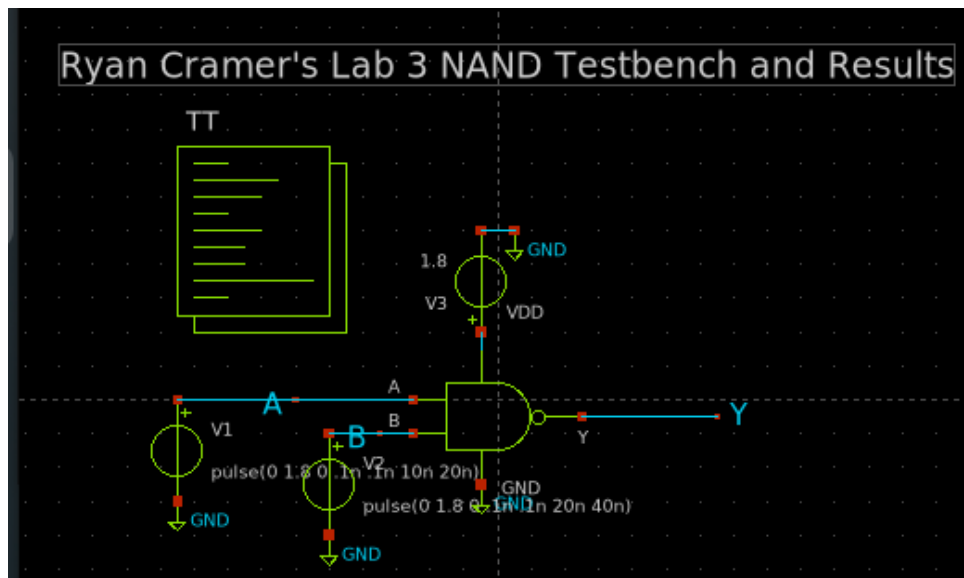 Ryan Cramer's Lab 3 NAND Testbench and Results
TT
GND
1.8
V3
VDD
+
A
A
B
B
Y
Y
+
V1
+
V2
pulse(0 1.8 0 .1n .1n 10n 20n)
GND
pulse(0 1.8 0 .1n .1n 20n 40n)
GND
GND
GND